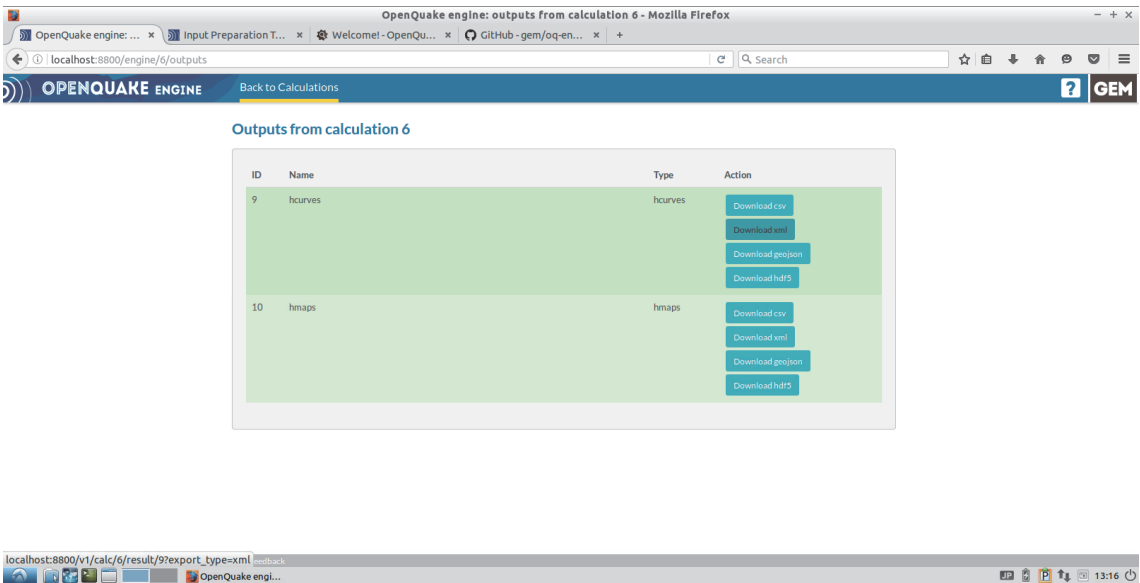 OpenQuake engine: outputs from calculation 6 - Mozilla Firefox
OpenQuake engine: ... × Input Preparation T... × Welcome! - OpenQu... × GitHub - gem/oq-en... × +
localhost:8800/engine/6/outputs Search
OPENQUAKE ENGINE Back to Calculations ? GEM
Outputs from calculation 6
ID Name Type Action
9 hcurves hcurves Download csv
Download xml
Download geojson
Download hdf5
10 hmaps hmaps Download csv
Download xml
Download geojson
Download hdf5
localhost:8800/v1/calc/6/result/9?export_type=xml eedback
OpenQuake engi... JP P 13:16